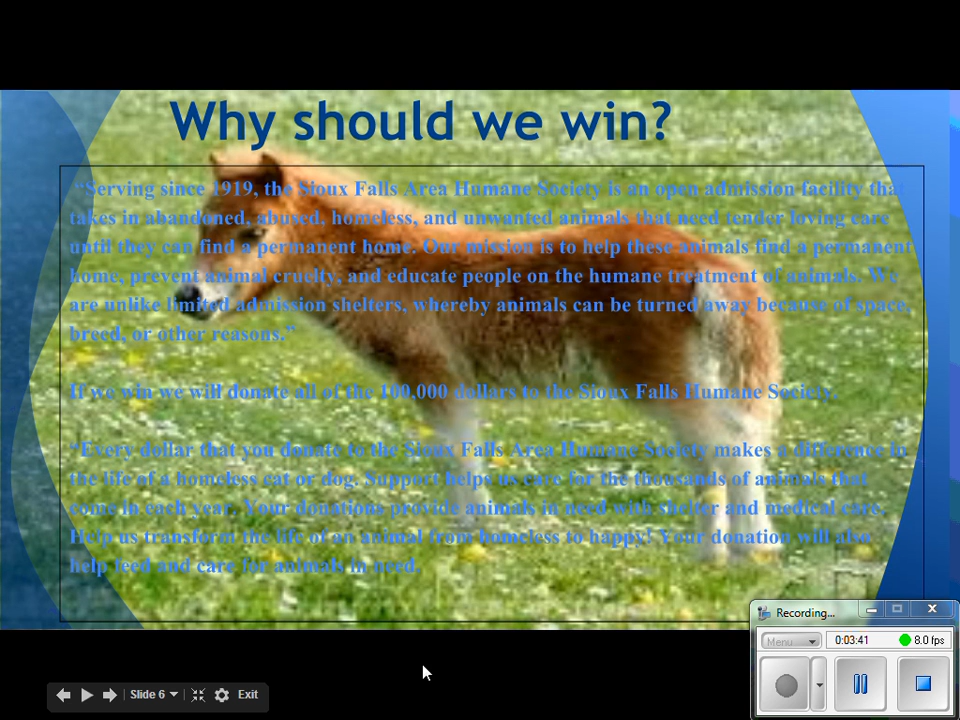 Why should we win?
“Serving since 1919, the Sioux Falls Area Humane Society is an open admission facility that
takes in abandoned, abused, homeless, and unwanted animals that need tender loving care
until they can find a permanent home. Our mission is to help these animals find a permanent
home, prevent animal cruelty, and educate people on the humane treatment of animals. We
are unlike limited admission shelters, whereby animals can be turned away because of space,
breed, or other reasons.”
If we win we will donate all of the 100,000 dollars to the Sioux Falls Humane Society.
“Every dollar that you donate to the Sioux Falls Area Humane Society makes a difference in
the life of a homeless cat or dog. Support helps us care for the thousands of animals that
come in each year. Your donations provide animals in need with shelter and medical care.
Help us transform the life of an animal from homeless to happy! Your donation will also
help feed and care for animals in need.
Recording...
Menu 0:03:41 8.0 fps
Slide 6 Exit